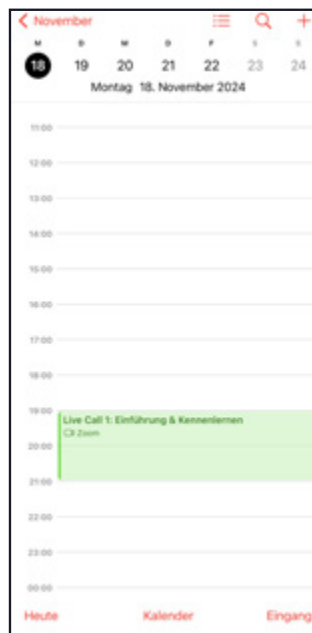 November
M D M D F S S
18 19 20 21 22 23 24
Montag 18. November 2024
11:00
12:00
13:00
14:00
15:00
16:00
17:00
18:00
19:00
Live Call 1: Einführung & Kennenlernen
Zoom
20:00
21:00
22:00
23:00
00:00
Heute Kalender Eingang